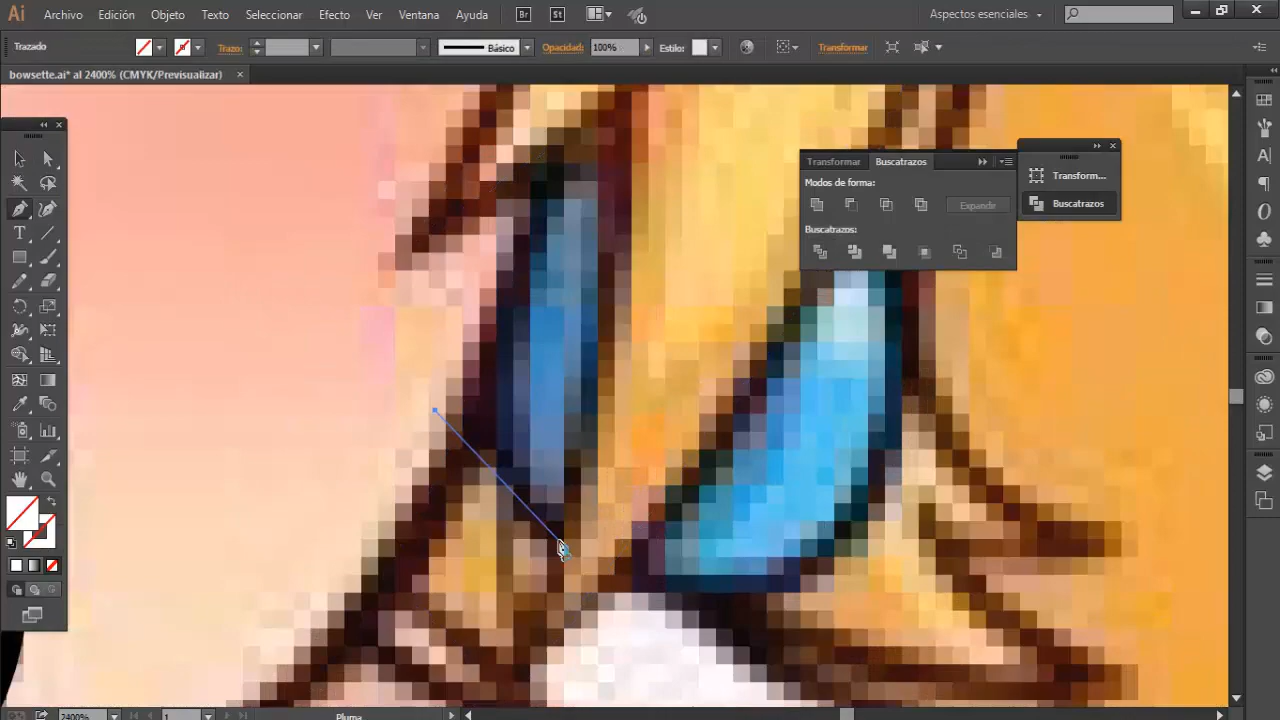 Ai Archivo Edición Objeto Texto Seleccionar Efecto Ver Ventana Ayuda Br St Aspectos esenciales
Trazado Trazo: Básico Opacidad: 100% Estilo: Transformar
bowsette.ai* al 2400% (CMYK/Previsualizar)
Transformar Buscatrazos
Modos de forma:
Expandir
Buscatrazos:
Transform...
Buscatrazos
2400% 1 Pluma